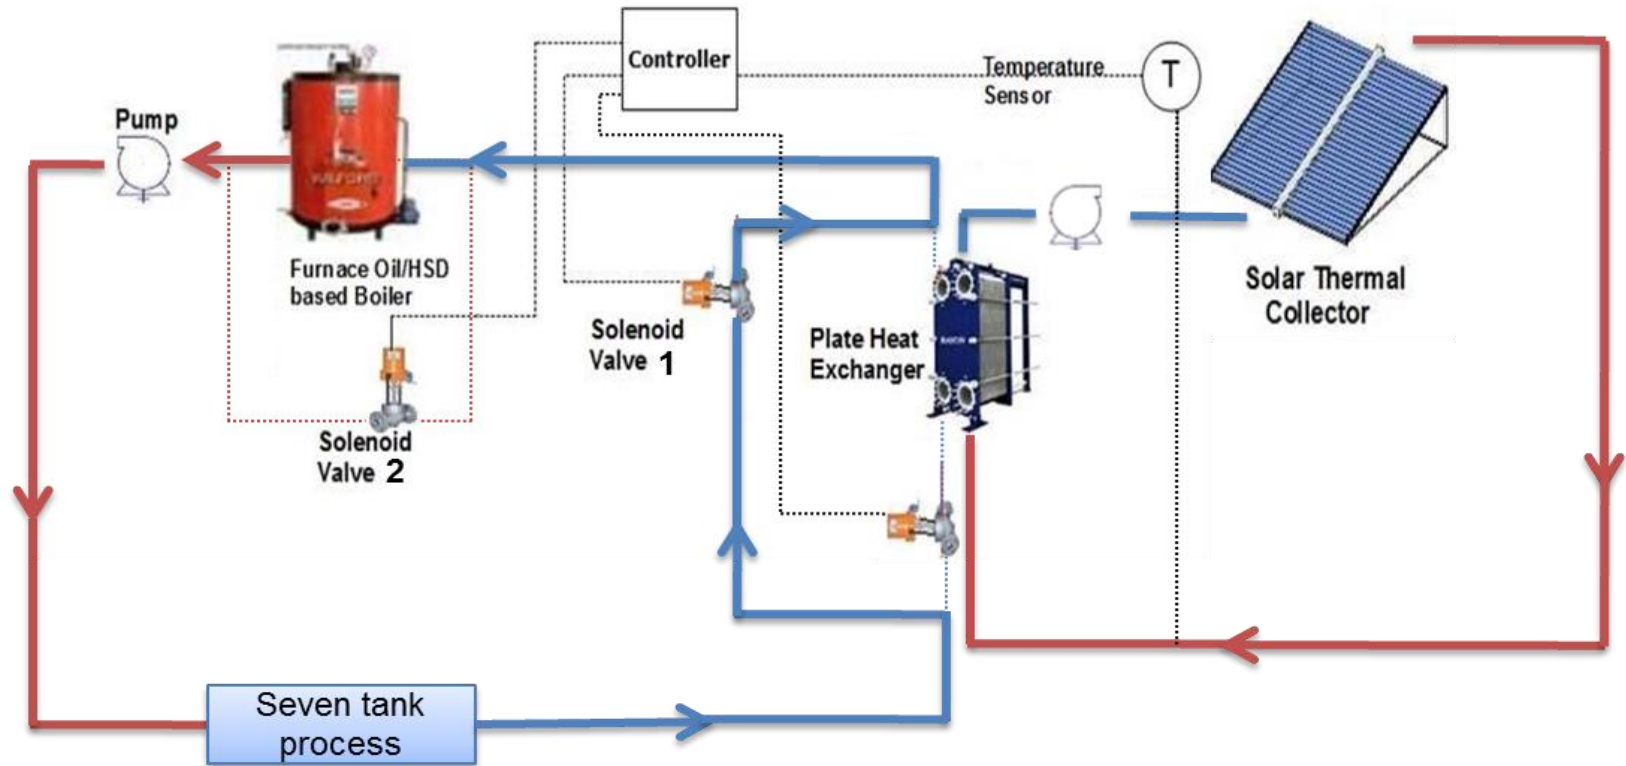 Controller
Temperature
Sensor
T
Pump
Furnace Oil/HSD
based Boiler
Solar Thermal
Collector
Solenoid
Valve 1
Plate Heat
Exchanger
Solenoid
Valve 2
Seven tank
process